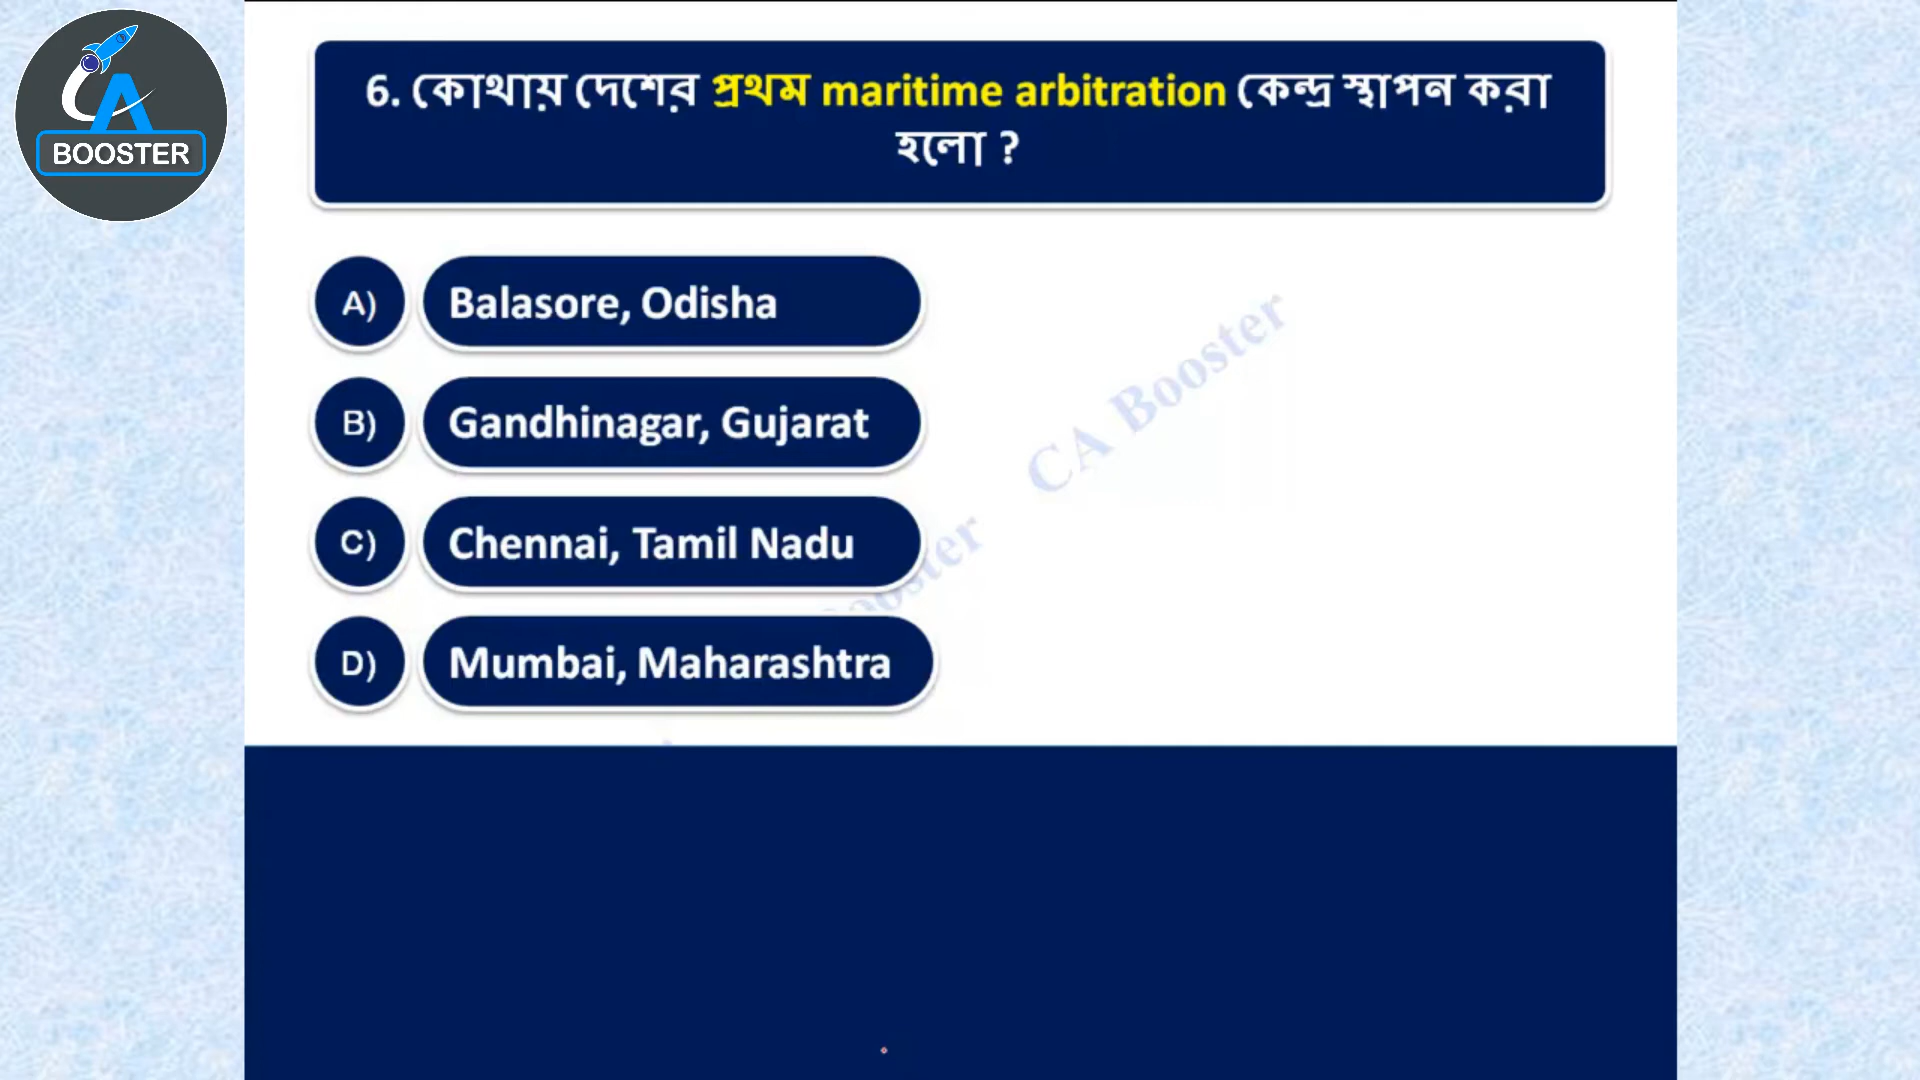 BOOSTER
6. কোথায় দেশের প্রথম maritime arbitration কেন্দ্র স্থাপন করা
হলো ?
A) Balasore, Odisha
B) Gandhinagar, Gujarat
C) Chennai, Tamil Nadu
D) Mumbai, Maharashtra
CA Booster